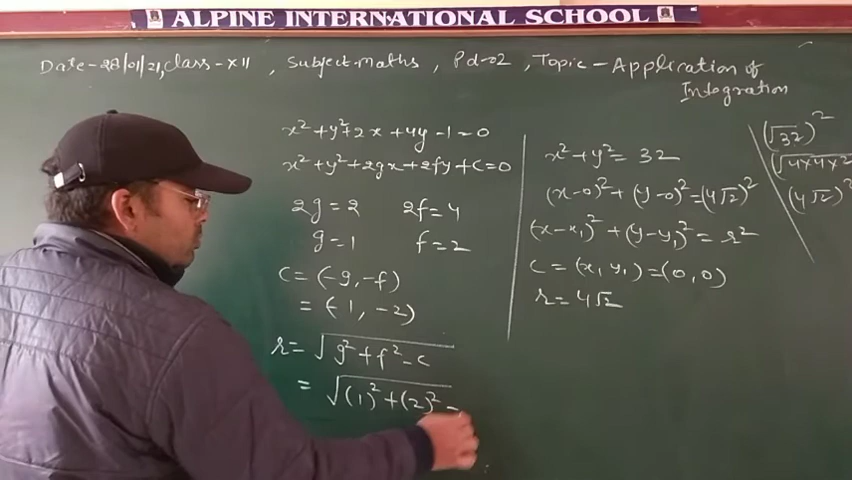 ALPINE INTERNATIONAL SCHOOL
Date-28/01/21, Class-XII, Subject-Maths, Pd-02, Topic-Application of
Integration
x²+y²+2x+4y-1=0
x²+y²+2gx+2fy+c=0
2g=2 2f=4
g=1 f=2
C=(-g,-f)
=(-1,-2)
r=√g²+f²-c
=√(1)²+(2)²-
x²+y²=32
(x-0)²+(y-0)²=(4√2)²
(x-x₁)²+(y-y₁)²=r²
C=(x₁,y₁)=(0,0)
r=4√2
(√32)²
(√4×4×2
(4√2)²